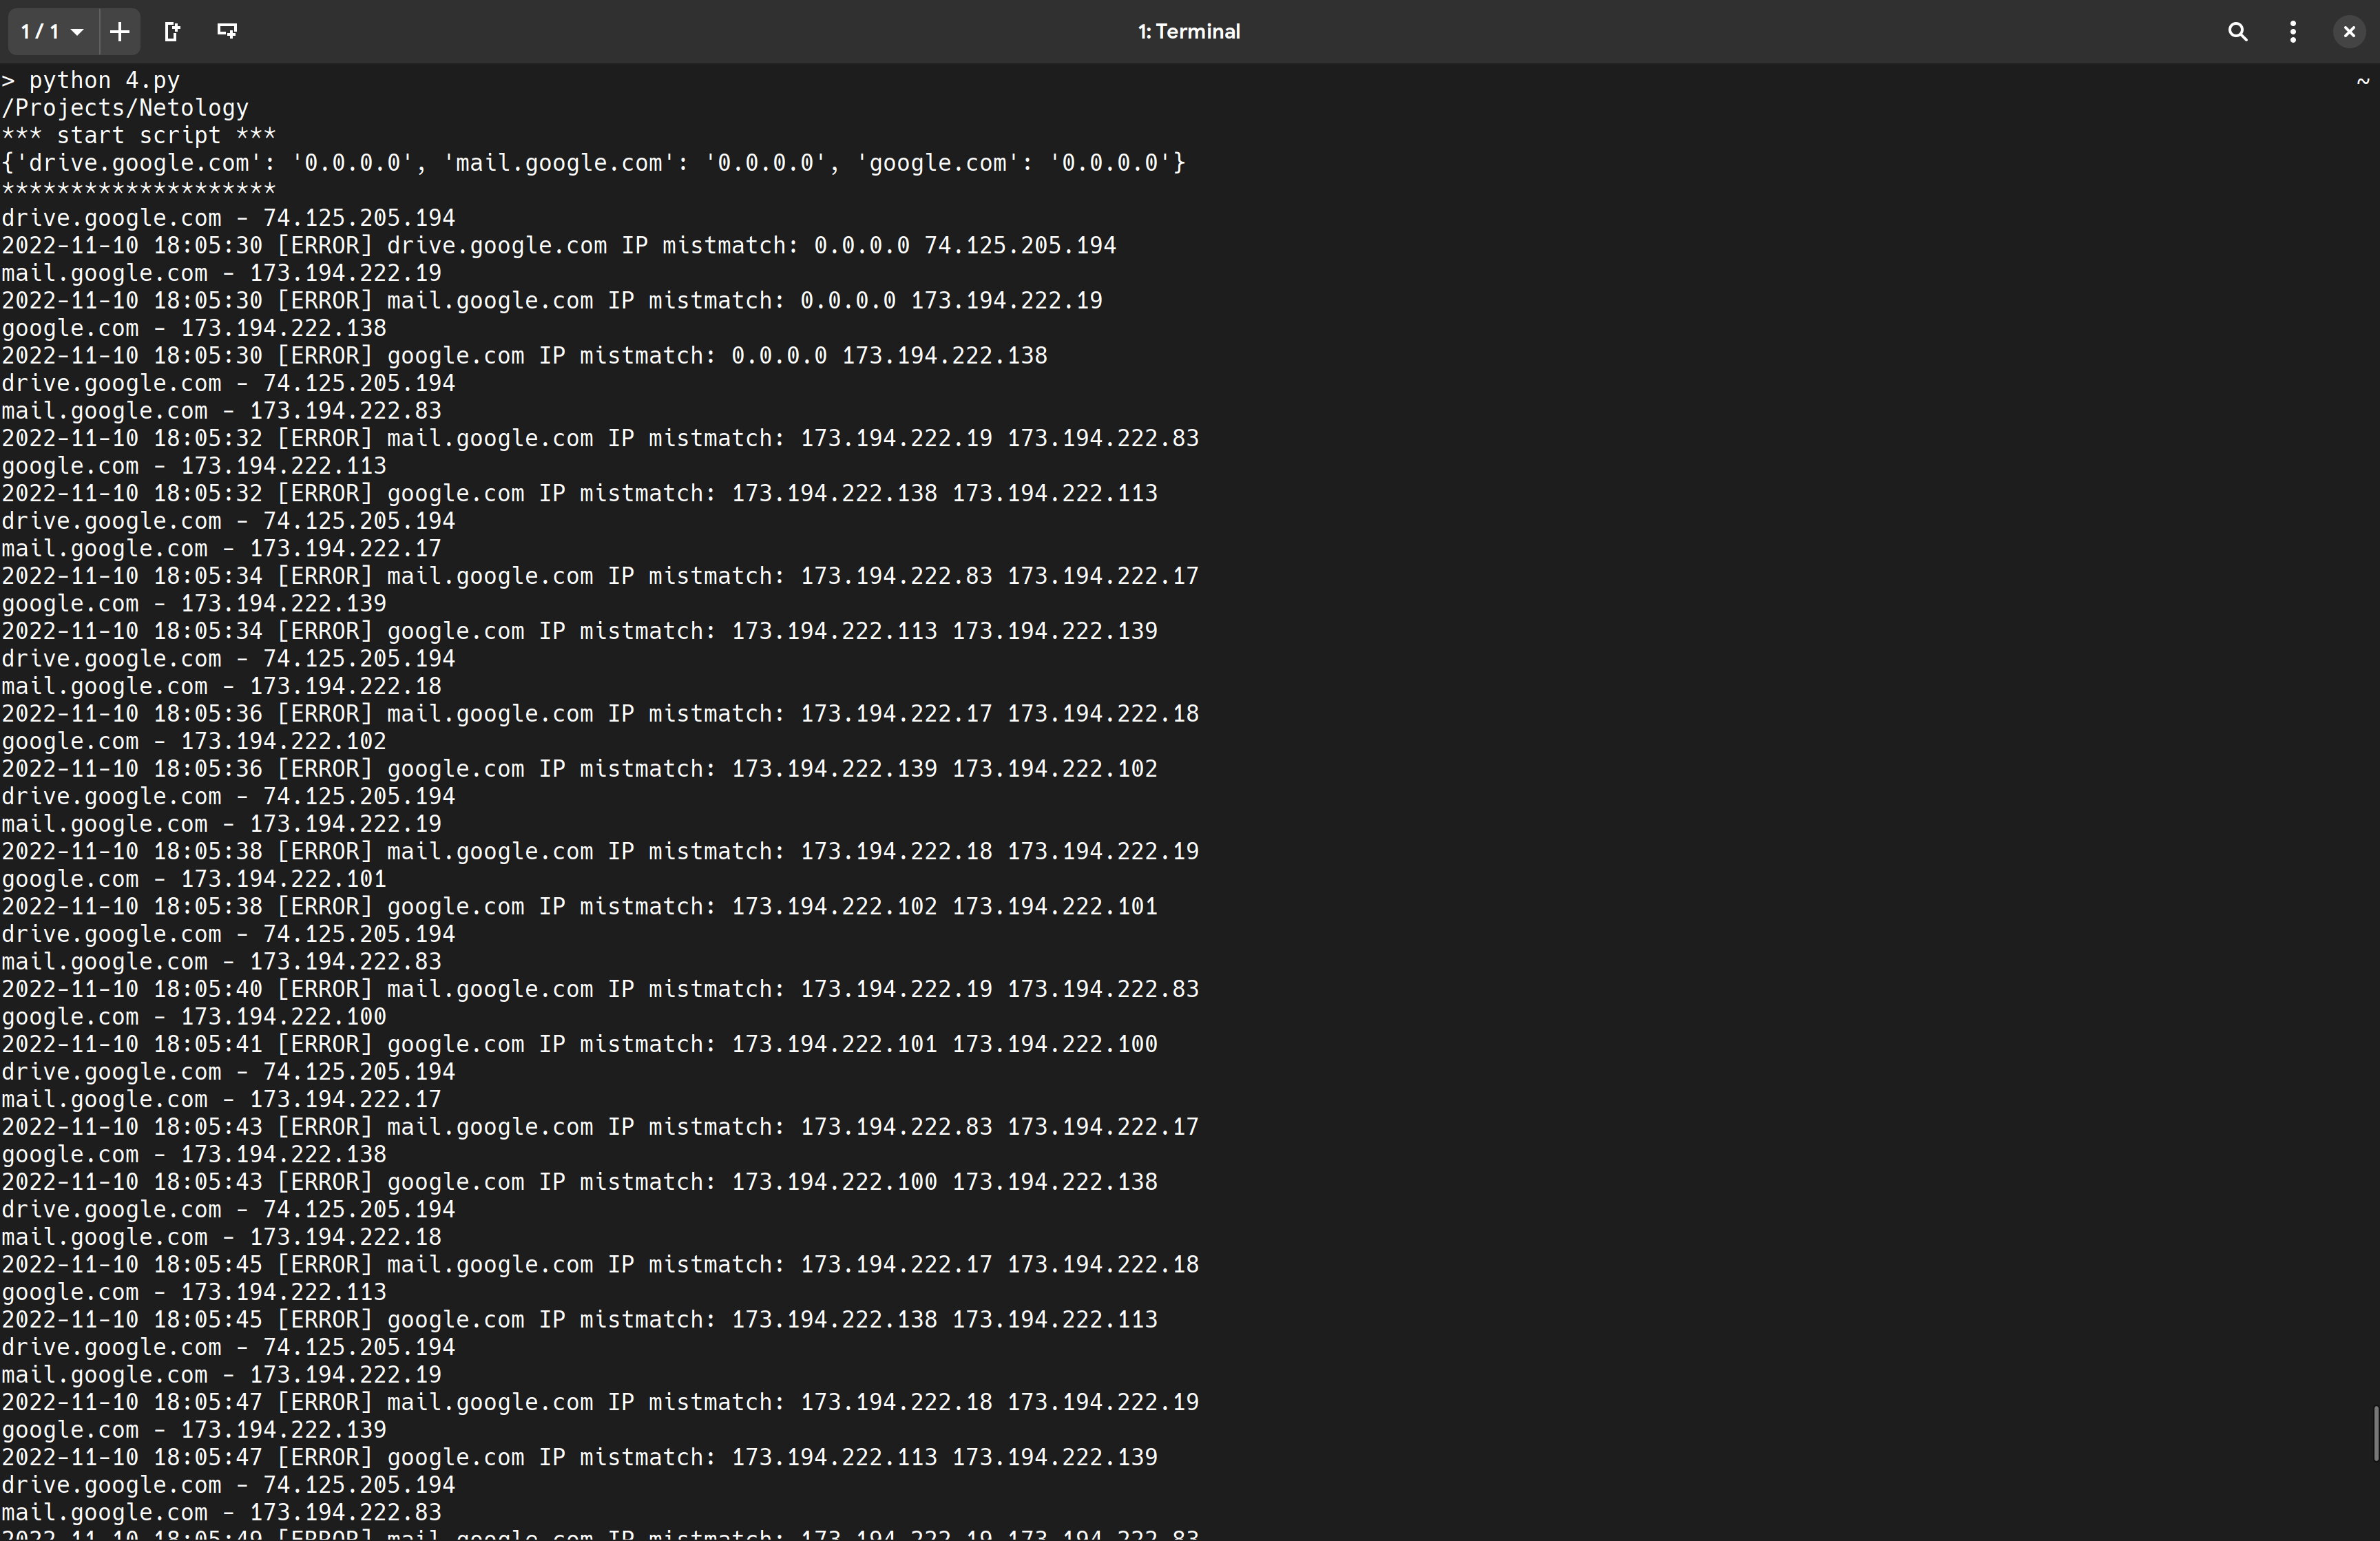 1 / 1
1: Terminal
> python 4.py ~
/Projects/Netology
*** start script ***
{'drive.google.com': '0.0.0.0', 'mail.google.com': '0.0.0.0', 'google.com': '0.0.0.0'}
********************
drive.google.com - 74.125.205.194
2022-11-10 18:05:30 [ERROR] drive.google.com IP mistmatch: 0.0.0.0 74.125.205.194
mail.google.com - 173.194.222.19
2022-11-10 18:05:30 [ERROR] mail.google.com IP mistmatch: 0.0.0.0 173.194.222.19
google.com - 173.194.222.138
2022-11-10 18:05:30 [ERROR] google.com IP mistmatch: 0.0.0.0 173.194.222.138
drive.google.com - 74.125.205.194
mail.google.com - 173.194.222.83
2022-11-10 18:05:32 [ERROR] mail.google.com IP mistmatch: 173.194.222.19 173.194.222.83
google.com - 173.194.222.113
2022-11-10 18:05:32 [ERROR] google.com IP mistmatch: 173.194.222.138 173.194.222.113
drive.google.com - 74.125.205.194
mail.google.com - 173.194.222.17
2022-11-10 18:05:34 [ERROR] mail.google.com IP mistmatch: 173.194.222.83 173.194.222.17
google.com - 173.194.222.139
2022-11-10 18:05:34 [ERROR] google.com IP mistmatch: 173.194.222.113 173.194.222.139
drive.google.com - 74.125.205.194
mail.google.com - 173.194.222.18
2022-11-10 18:05:36 [ERROR] mail.google.com IP mistmatch: 173.194.222.17 173.194.222.18
google.com - 173.194.222.102
2022-11-10 18:05:36 [ERROR] google.com IP mistmatch: 173.194.222.139 173.194.222.102
drive.google.com - 74.125.205.194
mail.google.com - 173.194.222.19
2022-11-10 18:05:38 [ERROR] mail.google.com IP mistmatch: 173.194.222.18 173.194.222.19
google.com - 173.194.222.101
2022-11-10 18:05:38 [ERROR] google.com IP mistmatch: 173.194.222.102 173.194.222.101
drive.google.com - 74.125.205.194
mail.google.com - 173.194.222.83
2022-11-10 18:05:40 [ERROR] mail.google.com IP mistmatch: 173.194.222.19 173.194.222.83
google.com - 173.194.222.100
2022-11-10 18:05:41 [ERROR] google.com IP mistmatch: 173.194.222.101 173.194.222.100
drive.google.com - 74.125.205.194
mail.google.com - 173.194.222.17
2022-11-10 18:05:43 [ERROR] mail.google.com IP mistmatch: 173.194.222.83 173.194.222.17
google.com - 173.194.222.138
2022-11-10 18:05:43 [ERROR] google.com IP mistmatch: 173.194.222.100 173.194.222.138
drive.google.com - 74.125.205.194
mail.google.com - 173.194.222.18
2022-11-10 18:05:45 [ERROR] mail.google.com IP mistmatch: 173.194.222.17 173.194.222.18
google.com - 173.194.222.113
2022-11-10 18:05:45 [ERROR] google.com IP mistmatch: 173.194.222.138 173.194.222.113
drive.google.com - 74.125.205.194
mail.google.com - 173.194.222.19
2022-11-10 18:05:47 [ERROR] mail.google.com IP mistmatch: 173.194.222.18 173.194.222.19
google.com - 173.194.222.139
2022-11-10 18:05:47 [ERROR] google.com IP mistmatch: 173.194.222.113 173.194.222.139
drive.google.com - 74.125.205.194
mail.google.com - 173.194.222.83
2022-11-10 18:05:49 [ERROR] mail.google.com IP mistmatch: 173.194.222.19 173.194.222.83